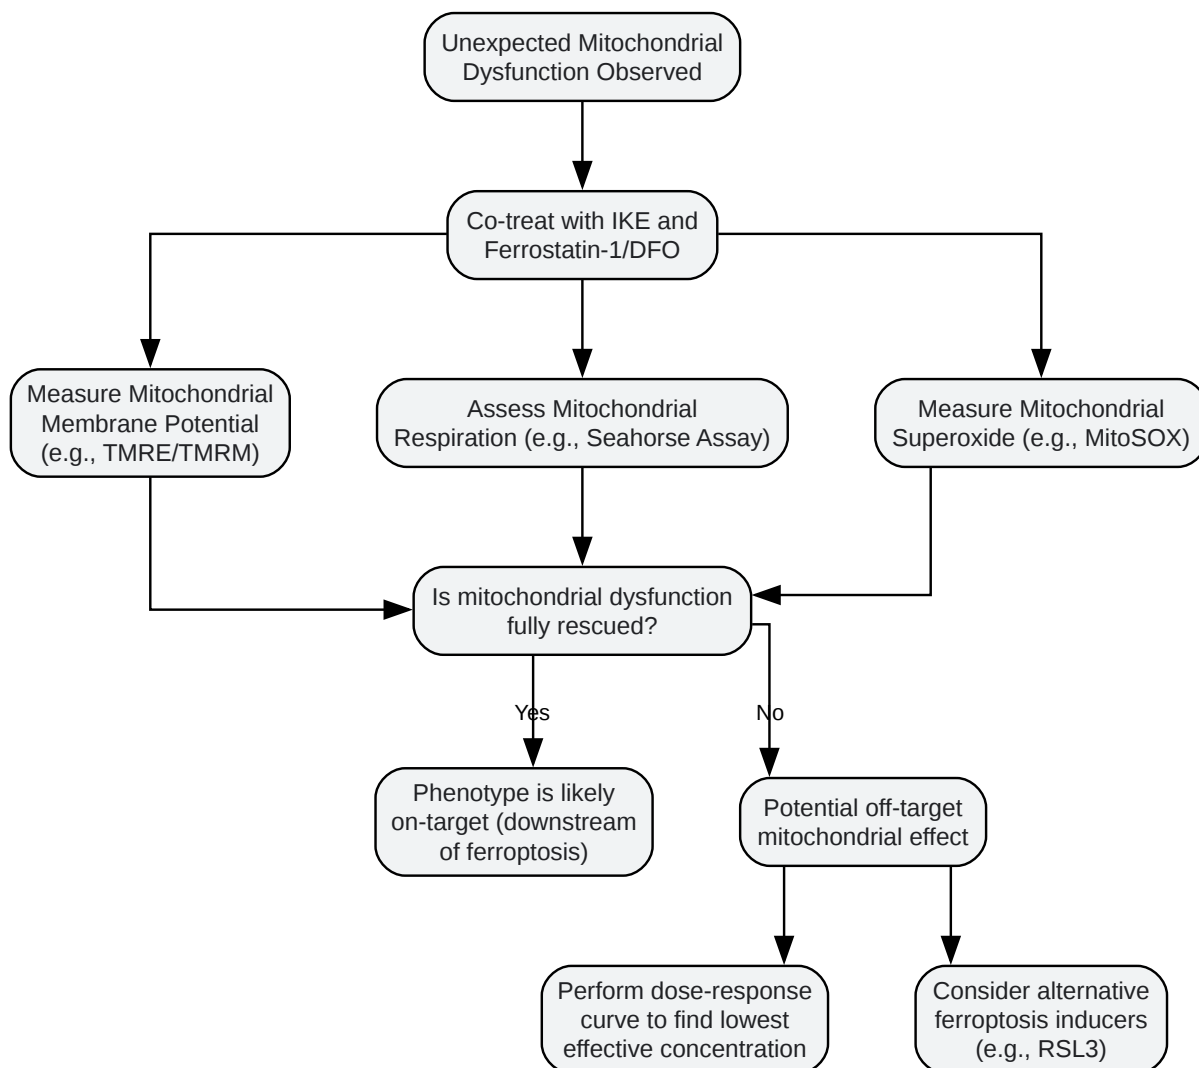 Unexpected Mitochondrial
Dysfunction Observed
Co-treat with IKE and
Ferrostatin-1/DFO
Measure Mitochondrial
Membrane Potential
(e.g., TMRE/TMRM)
Assess Mitochondrial
Respiration (e.g., Seahorse Assay)
Measure Mitochondrial
Superoxide (e.g., MitoSOX)
Is mitochondrial dysfunction
fully rescued?
Yes
No
Phenotype is likely
on-target (downstream
of ferroptosis)
Potential off-target
mitochondrial effect
Perform dose-response
curve to find lowest
effective concentration
Consider alternative
ferroptosis inducers
(e.g., RSL3)